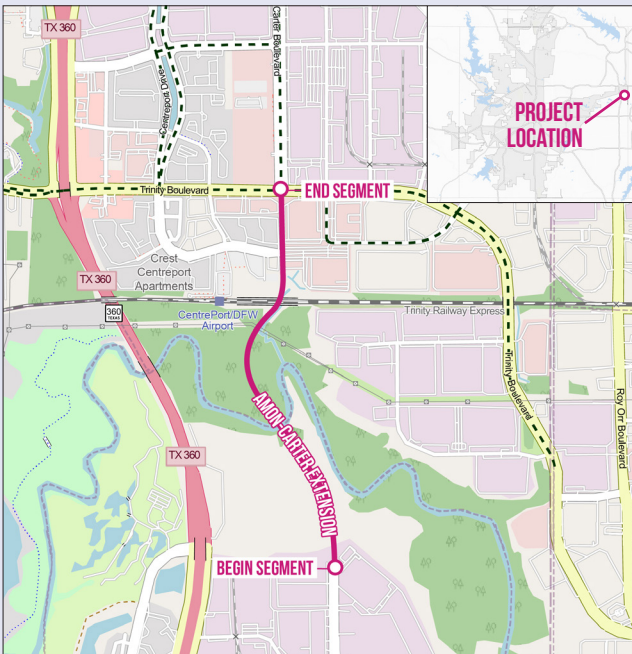 TX 360
Carter Boulevard
Centreport Drive
PROJECT
LOCATION
Trinity Boulevard
END SEGMENT
Crest
Centreport
Apartments
TX 360
360
TEXAS
CentrePort/DFW
Airport
Trinity Railway Express
Trinity Boulevard
Roy Orr Boulevard
AMON-CARTER EXTENSION
TX 360
BEGIN SEGMENT